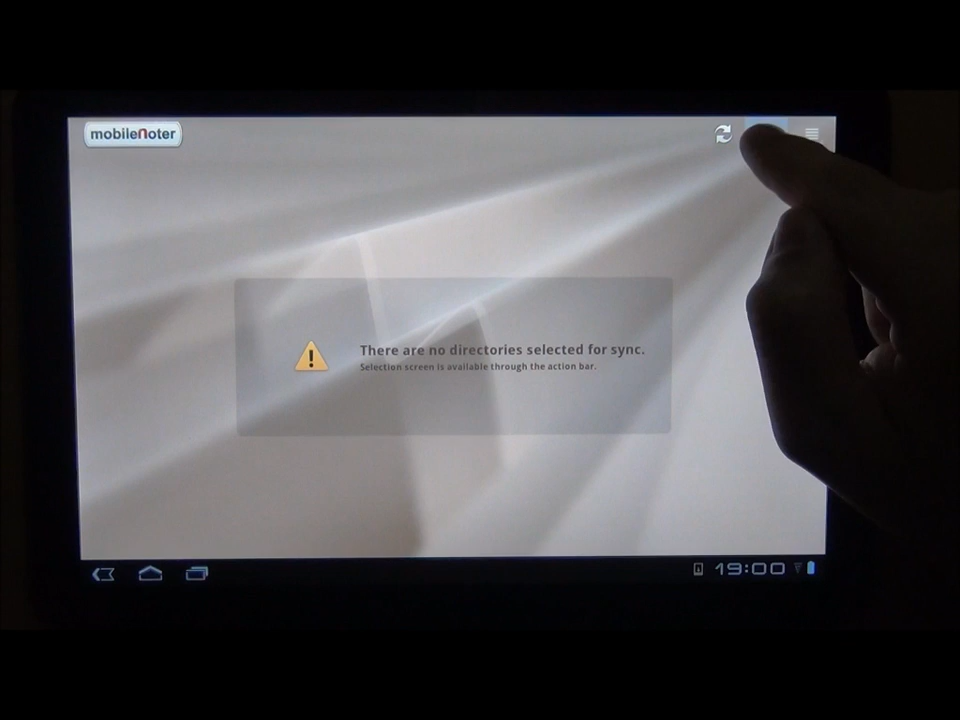 mobilenoter
There are no directories selected for sync.
Selection screen is available through the action bar.
19:00